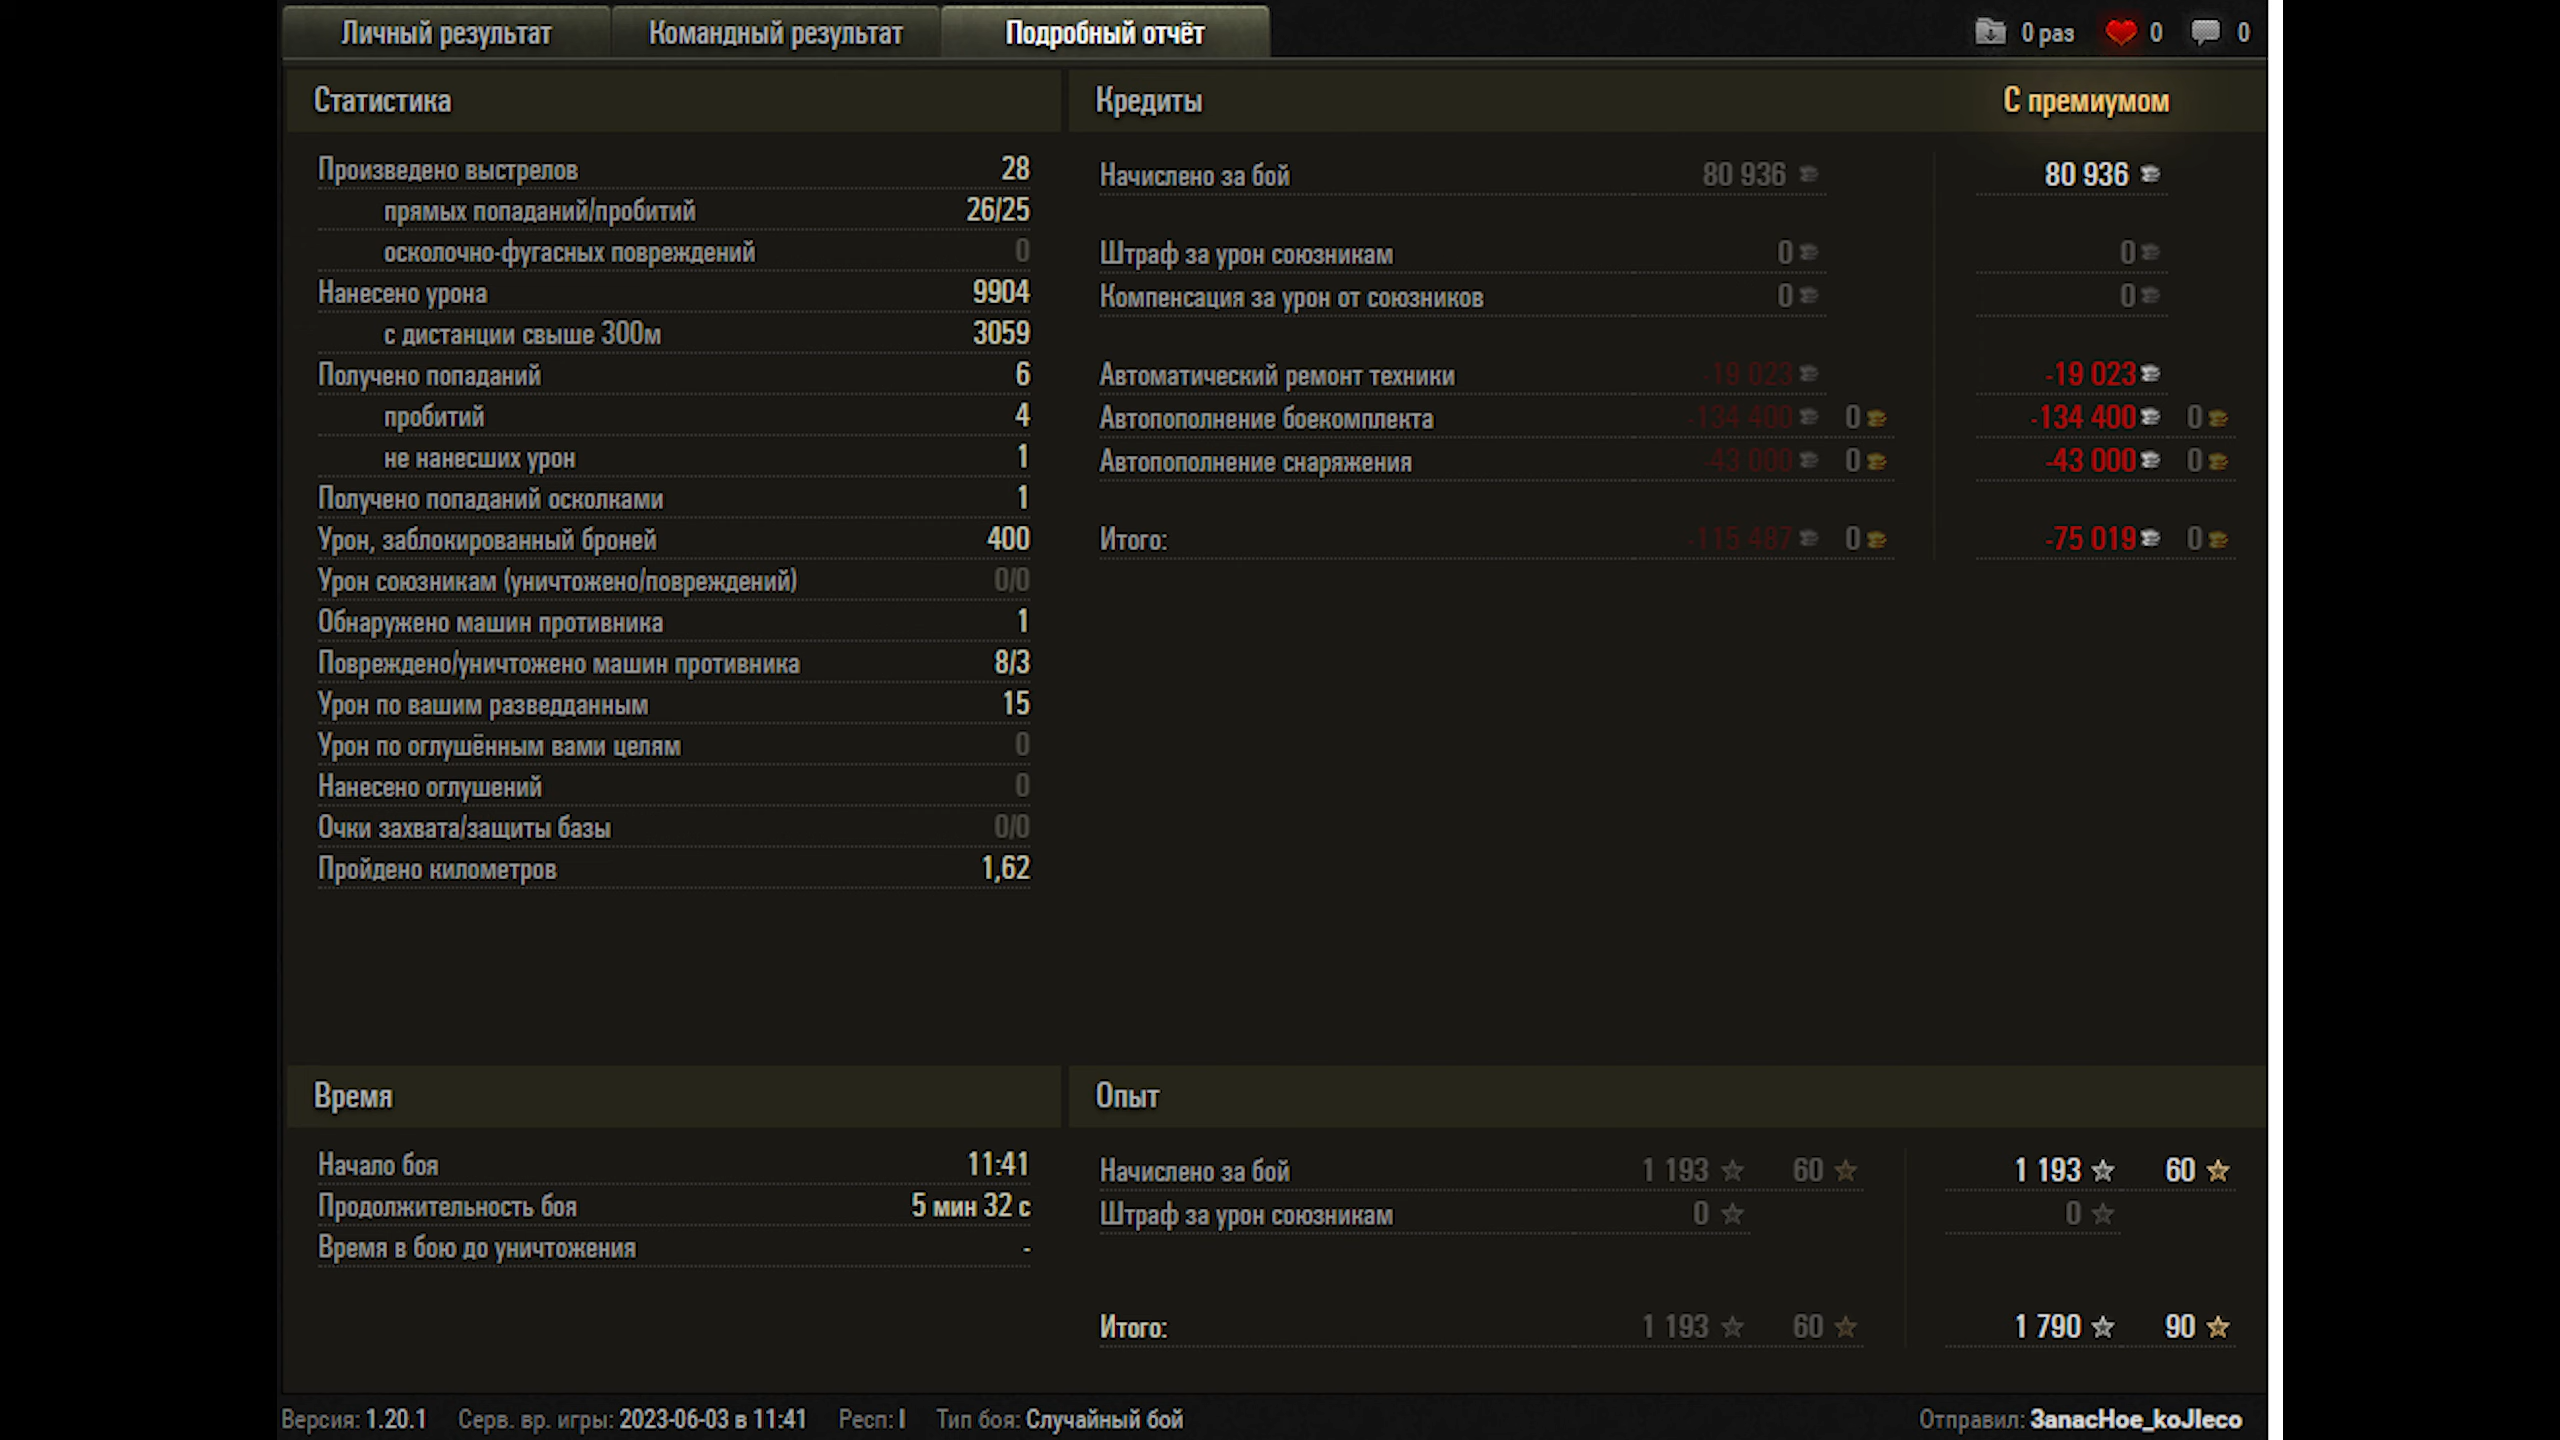 Личный результат Командный результат Подробный отчёт 0 раз 0 0
Статистика
Произведено выстрелов 28
прямых попаданий/пробитий 26/25
осколочно-фугасных повреждений 0
Нанесено урона 9904
с дистанции свыше 300м 3059
Получено попаданий 6
пробитий 4
не нанесших урон 1
Получено попаданий осколками 1
Урон, заблокированный броней 400
Урон союзникам (уничтожено/повреждений) 0/0
Обнаружено машин противника 1
Повреждено/уничтожено машин противника 8/3
Урон по вашим разведданным 15
Урон по оглушённым вами целям 0
Нанесено оглушений 0
Очки захвата/защиты базы 0/0
Пройдено километров 1,62
Кредиты С премиумом
Начислено за бой 80 936 80 936
Штраф за урон союзникам 0 0
Компенсация за урон от союзников 0 0
Автоматический ремонт техники -19 023 -19 023
Автопополнение боекомплекта -134 400 0 -134 400 0
Автопополнение снаряжения -43 000 0 -43 000 0
Итого: -115 487 0 -75 019 0
Время
Начало боя 11:41
Продолжительность боя 5 мин 32 с
Время в бою до уничтожения -
Опыт
Начислено за бой 1 193 60 1 193 60
Штраф за урон союзникам 0 0
Итого: 1 193 60 1 790 90
Версия: 1.20.1 Серв. вр. игры: 2023-06-03 в 11:41 Респ: I Тип боя: Случайный бой Отправил: 3anacHoe_koJleco